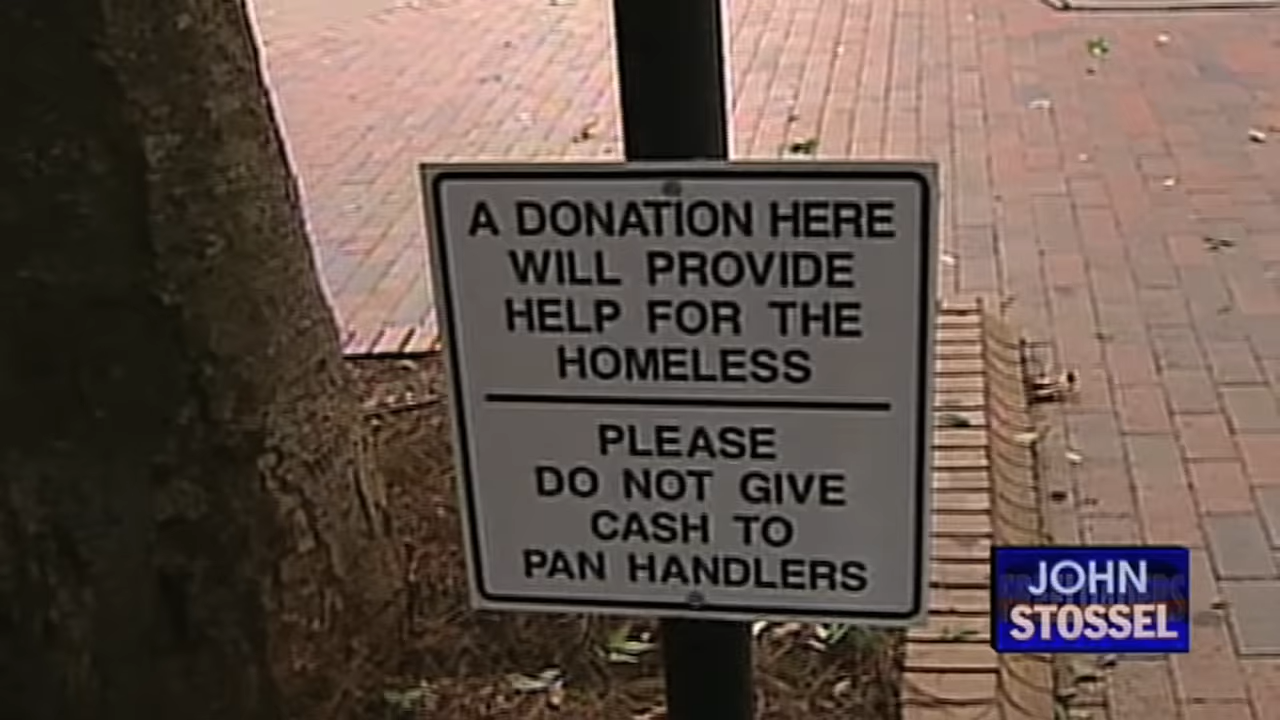 A DONATION HERE
WILL PROVIDE
HELP FOR THE
HOMELESS
PLEASE
DO NOT GIVE
CASH TO
PAN HANDLERS
JOHN
STOSSEL